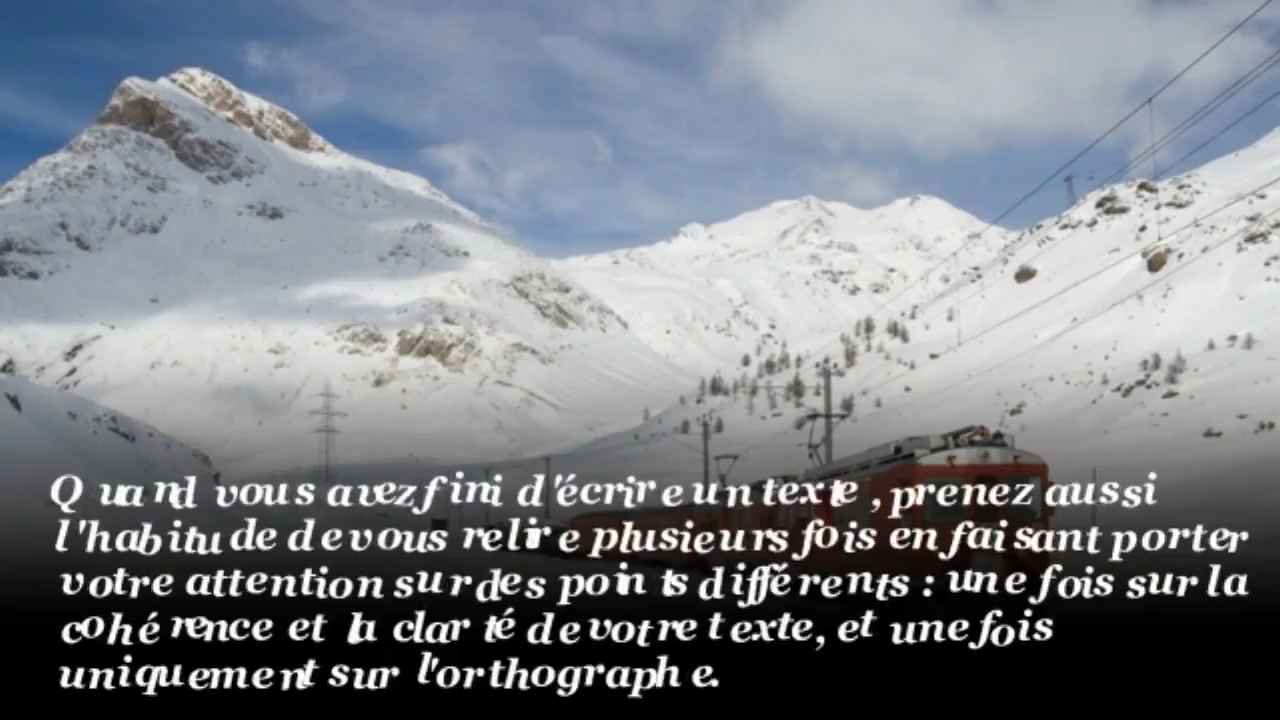 Quand vous avez fini d'écrire un texte, prenez aussi
l'habitude de vous relire plusieurs fois en faisant porter
votre attention sur des points différents : une fois sur la
cohérence et la clarté de votre texte, et une fois
uniquement sur l'orthographe.